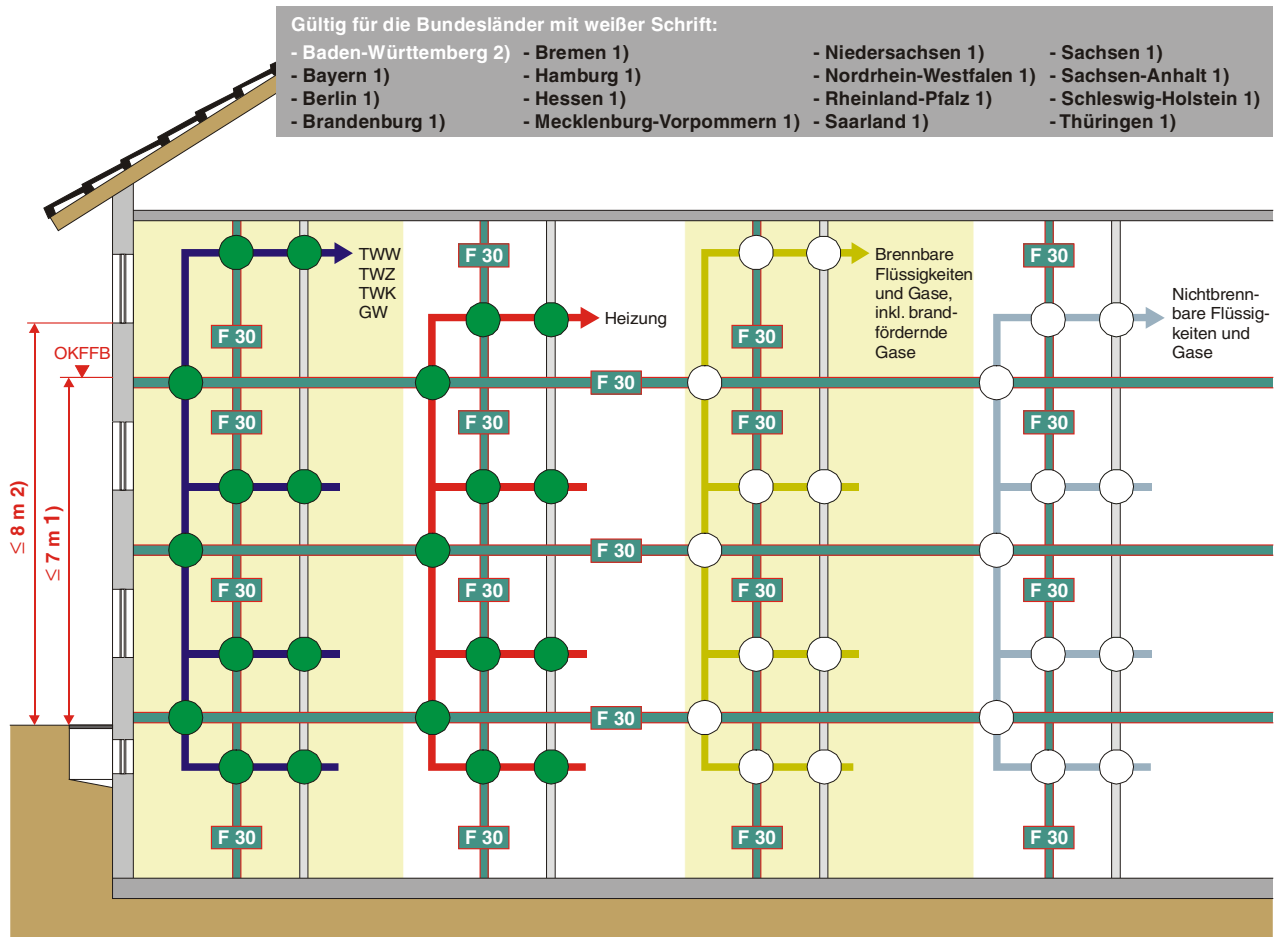 Gültig für die Bundesländer mit weißer Schrift:
- Baden-Württemberg 2)
- Bayern 1)
- Berlin 1)
- Brandenburg 1)
- Bremen 1)
- Hamburg 1)
- Hessen 1)
- Mecklenburg-Vorpommern 1)
- Niedersachsen 1)
- Nordrhein-Westfalen 1)
- Rheinland-Pfalz 1)
- Saarland 1)
- Sachsen 1)
- Sachsen-Anhalt 1)
- Schleswig-Holstein 1)
- Thüringen 1)
TWW
TWZ
TWK
GW
F 30
F 30
F 30
F 30
Heizung
F 30
F 30
F 30
F 30
Brennbare
Flüssigkeiten
und Gase,
inkl. brand-
fördernde
Gase
F 30
F 30
F 30
F 30
Nichtbrenn-
bare Flüssig-
keiten und
Gase
F 30
F 30
F 30
F 30
F 30
F 30
F 30
OKFFB
≤ 8 m 2)
≤ 7 m 1)